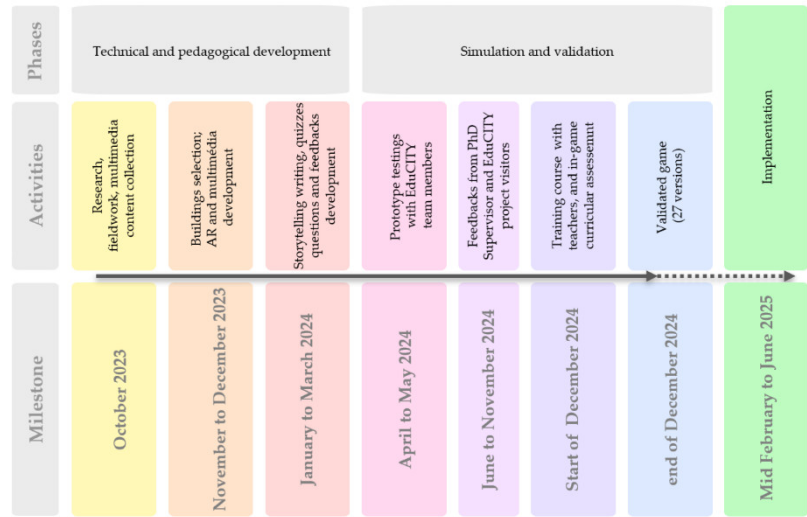 Phases
Technical and pedagogical development
Simulation and validation
Activities
Research,
fieldwork, multimedia
content collection
Buildings selection;
AR and multimédia
development
Storytelling writing, quizzes
questions and feedbacks
development
Prototype testings
with EduCITY
team members
Feedbacks from PhD
Supervisor and EduCITY
project visitors
Training course with
teachers, and in-game
curricular assessemnt
Validated game
(27 versions)
Implementation
Milestone
October 2023
November to December 2023
January to March 2024
April to May 2024
June to November 2024
Start of December 2024
end of December 2024
Mid February to June 2025